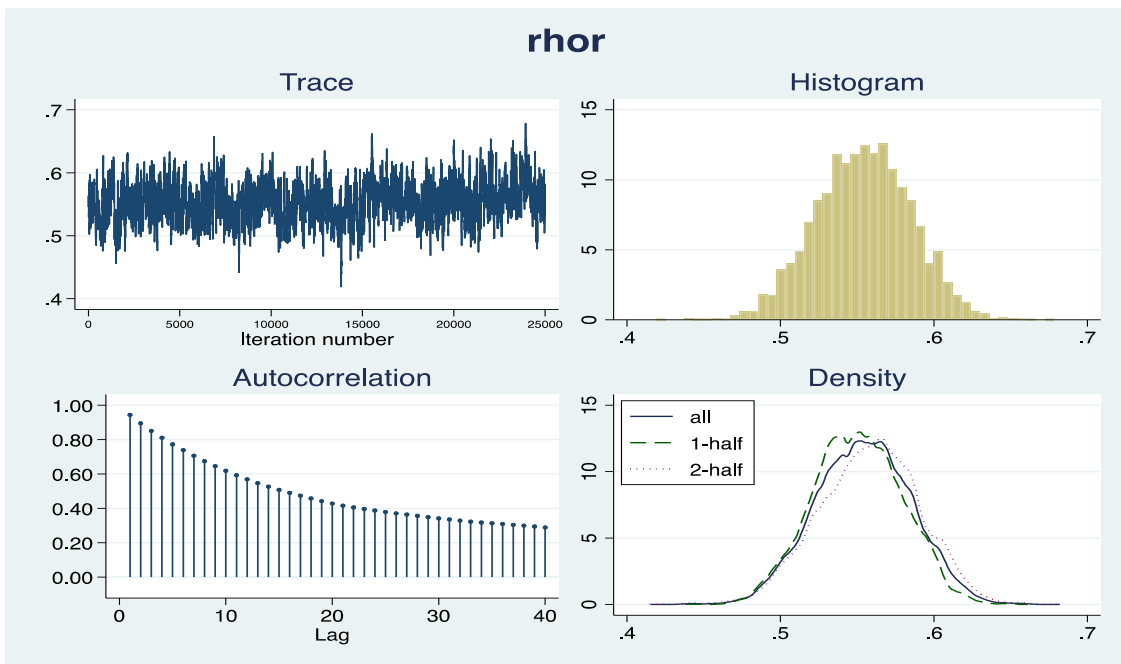 rhor
Trace
.7
.6
.5
.4
0 5000 10000 15000 20000 25000
Iteration number
Histogram
15
10
5
0
.4 .5 .6 .7
Autocorrelation
1.00
0.80
0.60
0.40
0.20
0.00
0 10 20 30 40
Lag
Density
15
10
5
0
all
1-half
2-half
.4 .5 .6 .7